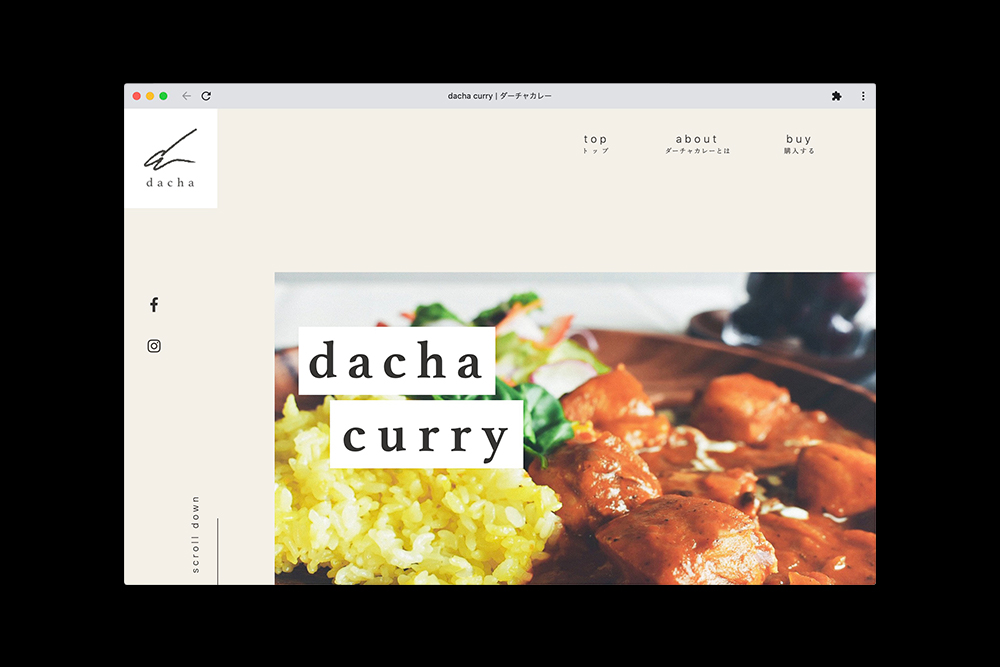 dacha curry | ダーチャカレー
dacha
top
トップ
about
ダーチャカレーとは
buy
購入する
dacha
curry
scroll down